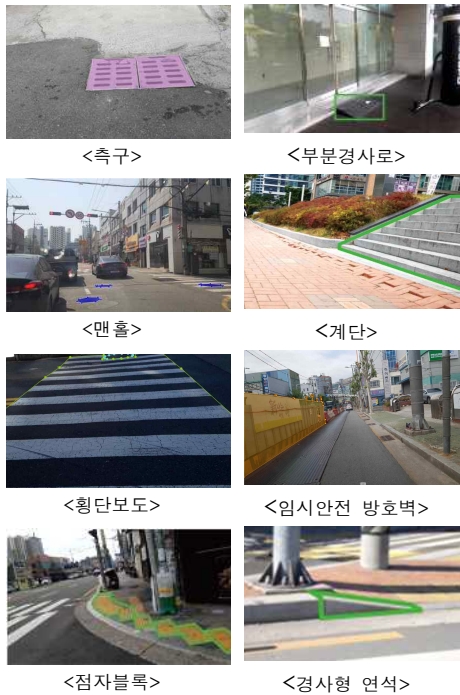 <측구>
<부분경사로>
<맨홀>
<계단>
<횡단보도>
<임시안전 방호벽>
<점자블록>
<경사형 연석>